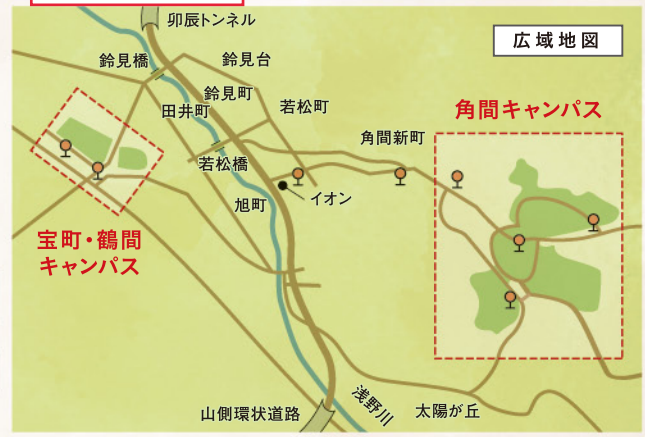 卯辰トンネル
広域地図
鈴見橋
鈴見台
鈴見町
田井町
若松町
角間キャンパス
角間新町
若松橋
旭町
イオン
宝町・鶴間
キャンパス
山側環状道路
浅野川
太陽が丘